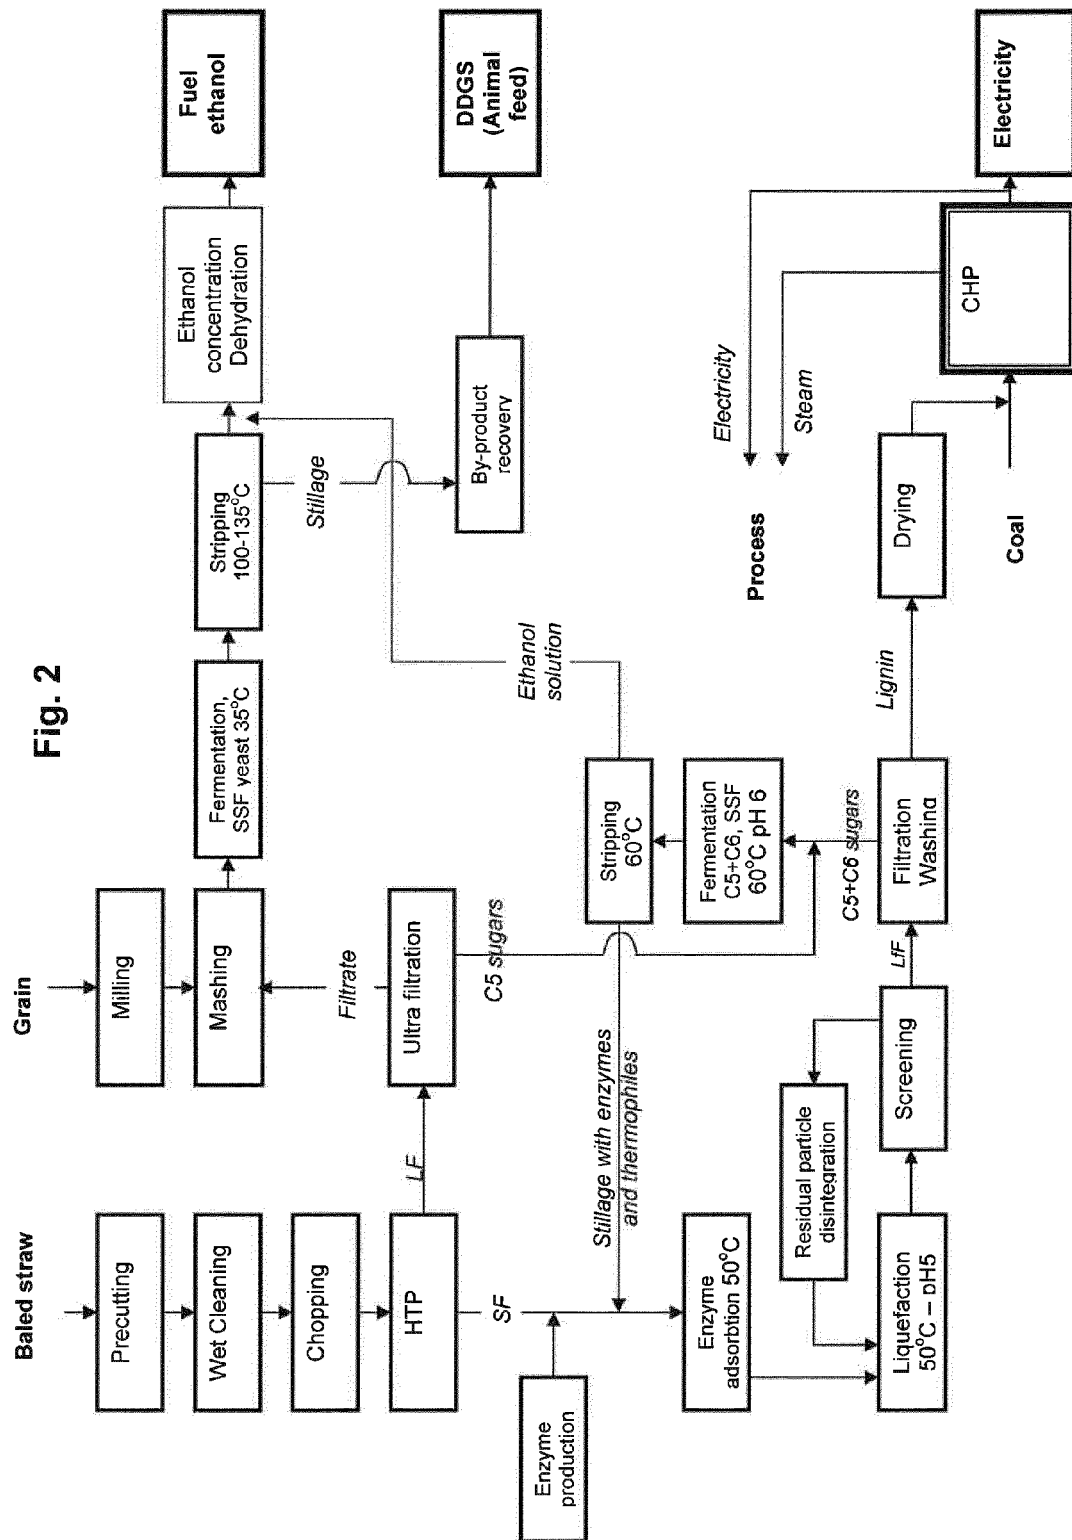 Fig. 2
Baled straw
Precutting
Wet Cleaning
Chopping
HTP
LF
SF
Enzyme
production
Enzyme
adsorbtion 50°C
Liquefaction
50°C – pH5
Residual particle
disintegration
Screening
LfF
Filtration
Washing
Lignin
Drying
Coal
CHP
Electricity
Process
Electricity
Steam
Grain
Milling
Mashing
Filtrate
Ultra filtration
C5 sugars
Stillage with enzymes
and thermophiles
C5+C6 sugars
Fermentation
C5+C6, SSF
60°C pH 6
Stripping
60°C
Ethanol
solution
Fermentation,
SSF yeast 35°C
Stripping
100-135°C
Stillage
By-product
recovery
DDGS
(Animal
feed)
Ethanol
concentration
Dehydration
Fuel
ethanol